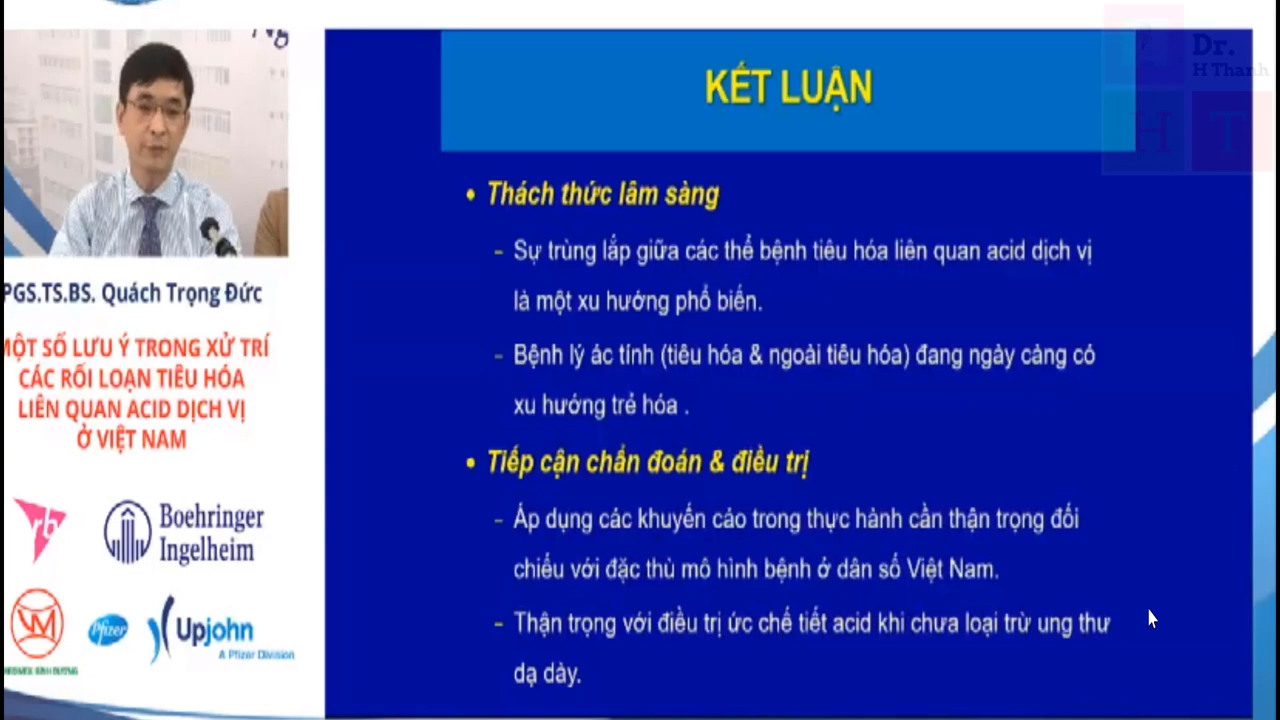 Ng
Dr.
H Thanh
H T
KẾT LUẬN
• Thách thức lâm sàng
- Sự trùng lắp giữa các thể bệnh tiêu hóa liên quan acid dịch vị
là một xu hướng phổ biến.
- Bệnh lý ác tính (tiêu hóa & ngoài tiêu hóa) đang ngày càng có
xu hướng trẻ hóa .
• Tiếp cận chẩn đoán & điều trị
- Áp dụng các khuyến cáo trong thực hành cần thận trọng đối
chiếu với đặc thù mô hình bệnh ở dân số Việt Nam.
- Thận trọng với điều trị ức chế tiết acid khi chưa loại trừ ung thư
dạ dày.
PGS.TS.BS. Quách Trọng Đức
MỘT SỐ LƯU Ý TRONG XỬ TRÍ
CÁC RỐI LOẠN TIÊU HÓA
LIÊN QUAN ACID DỊCH VỊ
Ở VIỆT NAM
rb
Boehringer
Ingelheim
Pfizer
Upjohn
A Pfizer Division